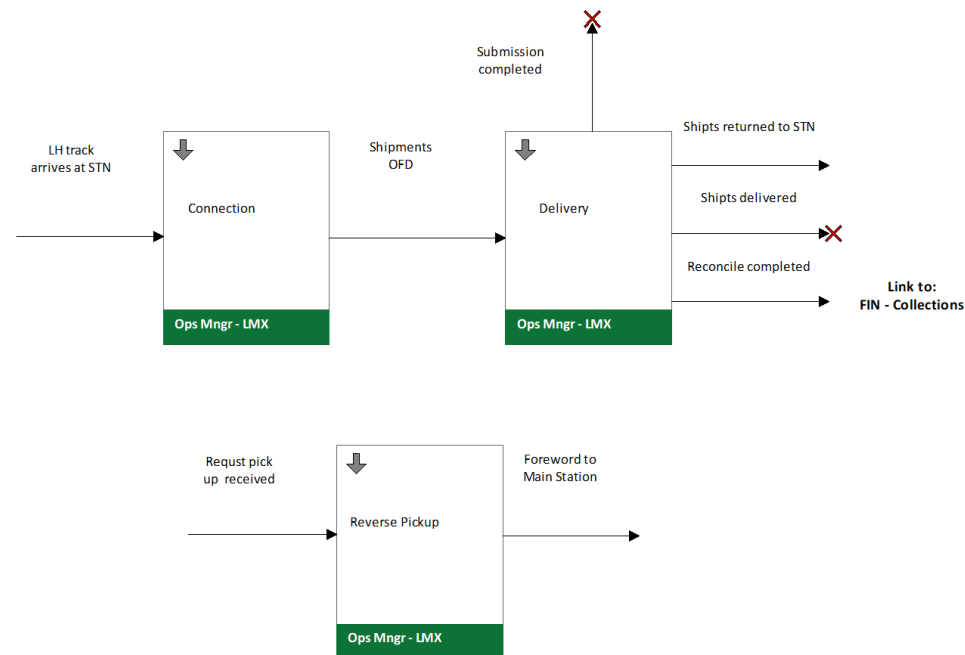 Submission
completed
LH track
arrives at STN
Connection
Ops Mngr - LMX
Shipments
OFD
Delivery
Ops Mngr - LMX
Shipts returned to STN
Shipts delivered
Reconcile completed
Link to:
FIN - Collections
Requst pick
up received
Reverse Pickup
Ops Mngr - LMX
Foreword to
Main Station